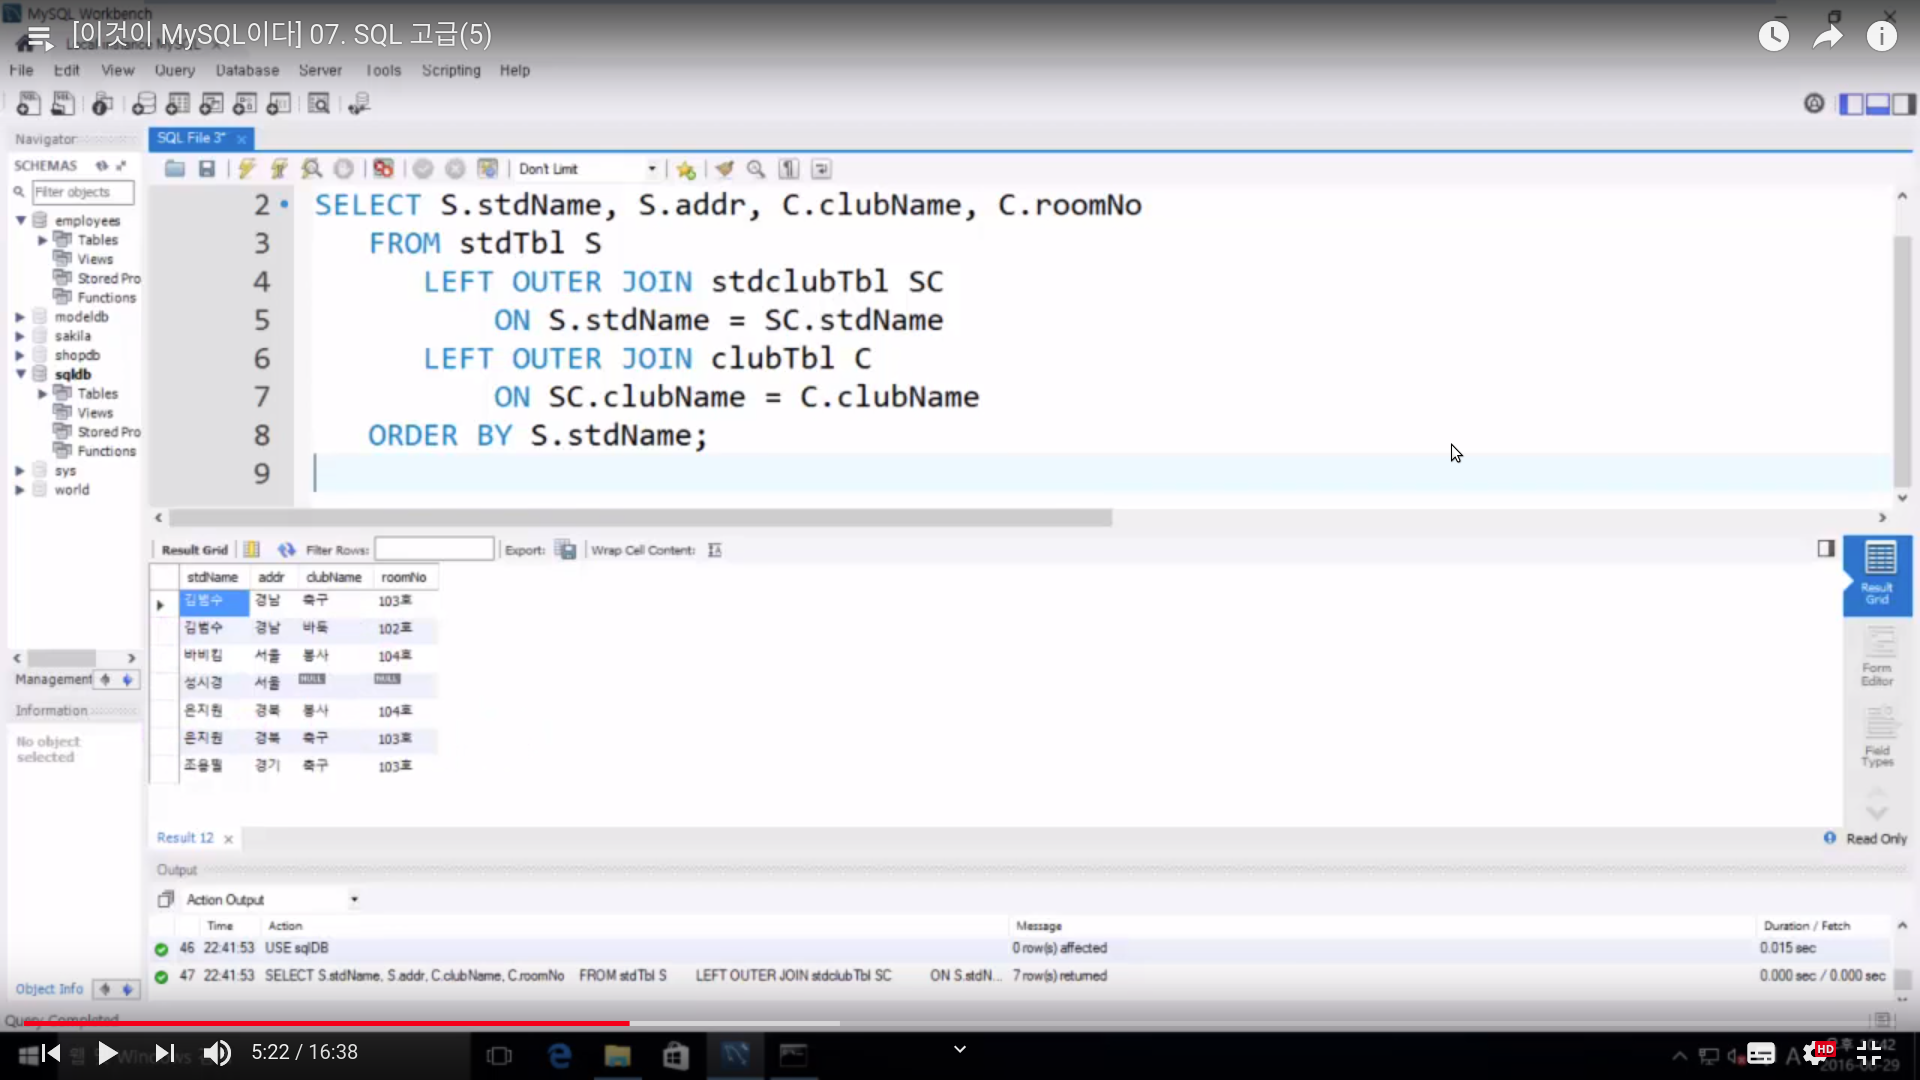 MySQL Workbench
[이것이 MySQL이다] 07. SQL 고급(5)
File Edit View Query Database Server Tools Scripting Help
Navigator
SQL File 3*
SCHEMAS
Don't Limit
Filter objects
employees
Tables
Views
Stored Pro
Functions
modeldb
sakila
shopdb
sqldb
Tables
Views
Stored Pro
Functions
sys
world
Management
Information
No object
selected
Object Info
2 SELECT S.stdName, S.addr, C.clubName, C.roomNo
3 FROM stdTbl S
4 LEFT OUTER JOIN stdclubTbl SC
5 ON S.stdName = SC.stdName
6 LEFT OUTER JOIN clubTbl C
7 ON SC.clubName = C.clubName
8 ORDER BY S.stdName;
9
Result Grid Filter Rows: Export: Wrap Cell Content:
stdName addr clubName roomNo
김범수 경남 축구 103호
김범수 경남 바둑 102호
바비킴 서울 봉사 104호
성시경 서울 NULL NULL
은지원 경북 봉사 104호
은지원 경북 축구 103호
조용필 경기 축구 103호
Result
Grid
Form
Editor
Field
Types
Result 12
Read Only
Output
Action Output
Time Action Message Duration / Fetch
46 22:41:53 USE sqlDB 0 row(s) affected 0.015 sec
47 22:41:53 SELECT S.stdName, S.addr, C.clubName, C.roomNo FROM stdTbl S LEFT OUTER JOIN stdclubTbl SC ON S.stdN... 7 row(s) returned 0.000 sec / 0.000 sec
Query Completed
5:22 / 16:38
HD